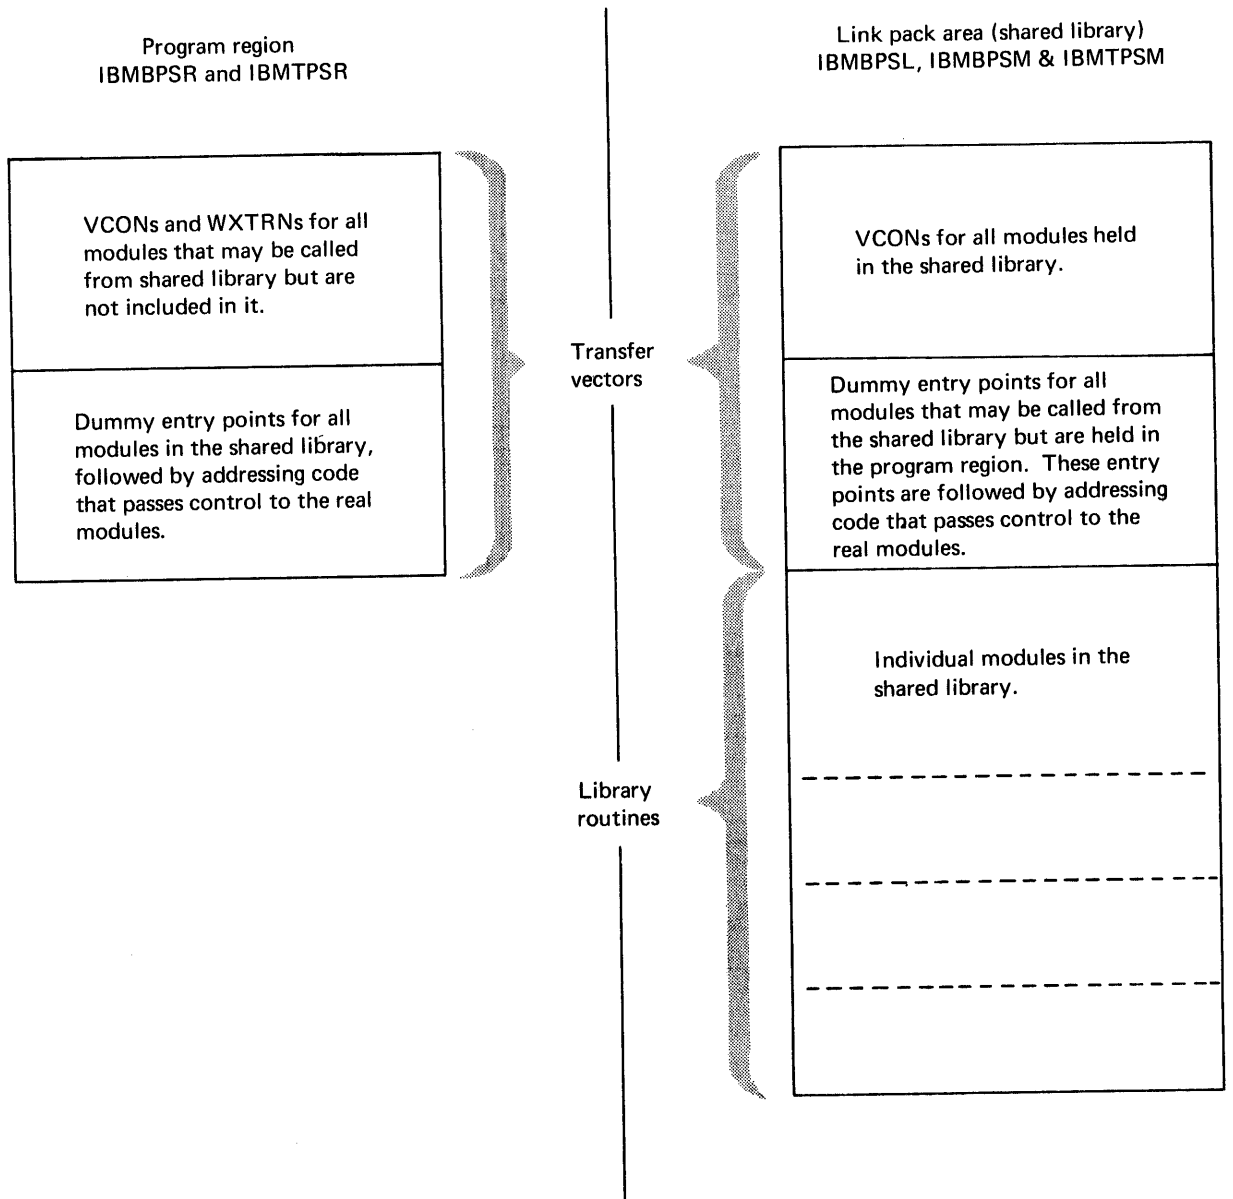 Program region
IBMBPSR and IBMTPSR
Link pack area (shared library)
IBMBPSL, IBMBPSM & IBMTPSM
VCONs and WXTRNs for all
modules that may be called
from shared library but are
not included in it.
Dummy entry points for all
modules in the shared library,
followed by addressing code
that passes control to the real
modules.
Transfer
vectors
VCONs for all modules held
in the shared library.
Dummy entry points for all
modules that may be called from
the shared library but are held in
the program region. These entry
points are followed by addressing
code that passes control to the
real modules.
Library
routines
Individual modules in the
shared library.